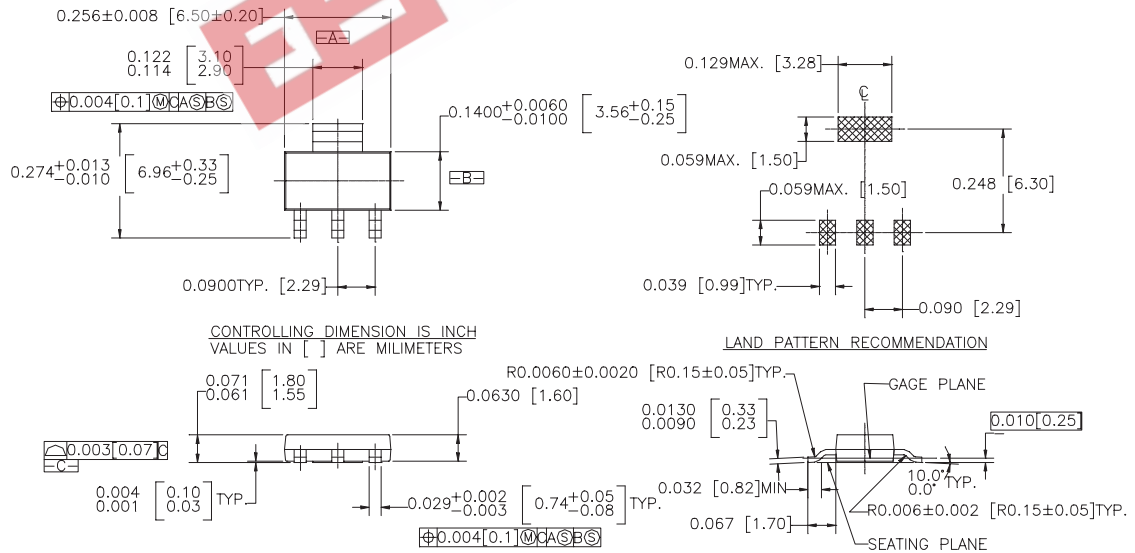 0.256±0.008 [6.50±0.20]
-A-
0.122 [3.10]
0.114 [2.90]
⌖ 0.004[0.1]Ⓜ C AⓈ BⓈ
0.1400 +0.0060 -0.0100 [3.56 +0.15 -0.25]
0.274 +0.013 -0.010 [6.96 +0.33 -0.25]
-B-
0.0900TYP. [2.29]
0.129MAX. [3.28]
℄
0.059MAX. [1.50]
0.059MAX. [1.50]
0.248 [6.30]
0.039 [0.99]TYP.
0.090 [2.29]
CONTROLLING DIMENSION IS INCH
VALUES IN [ ] ARE MILIMETERS
LAND PATTERN RECOMMENDATION
0.071 [1.80]
0.061 [1.55]
0.0630 [1.60]
⌓ 0.003[0.07] C
-C-
0.004 [0.10]
0.001 [0.03] TYP.
0.029 +0.002 -0.003 [0.74 +0.05 -0.08] TYP.
⌖ 0.004[0.1]Ⓜ C AⓈ BⓈ
R0.0060±0.0020 [R0.15±0.05]TYP.
GAGE PLANE
0.0130 [0.33]
0.0090 [0.23]
0.010[0.25]
10.0°
0.0° TYP.
0.032 [0.82]MIN
R0.006±0.002 [R0.15±0.05]TYP.
0.067 [1.70]
SEATING PLANE